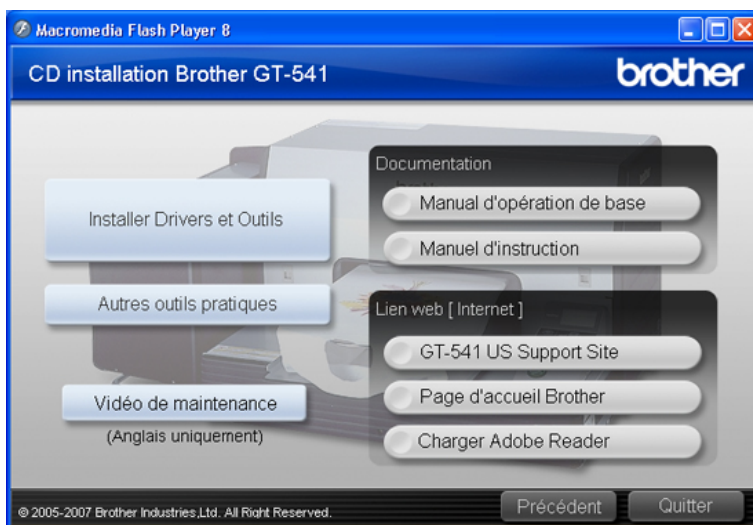 Macromedia Flash Player 8
CD installation Brother GT-541
brother
Installer Drivers et Outils
Autres outils pratiques
Vidéo de maintenance
(Anglais uniquement)
Documentation
Manual d'opération de base
Manuel d'instruction
Lien web [ Internet ]
GT-541 US Support Site
Page d'accueil Brother
Charger Adobe Reader
© 2005-2007 Brother Industries,Ltd. All Right Reserved.
Précédent
Quitter